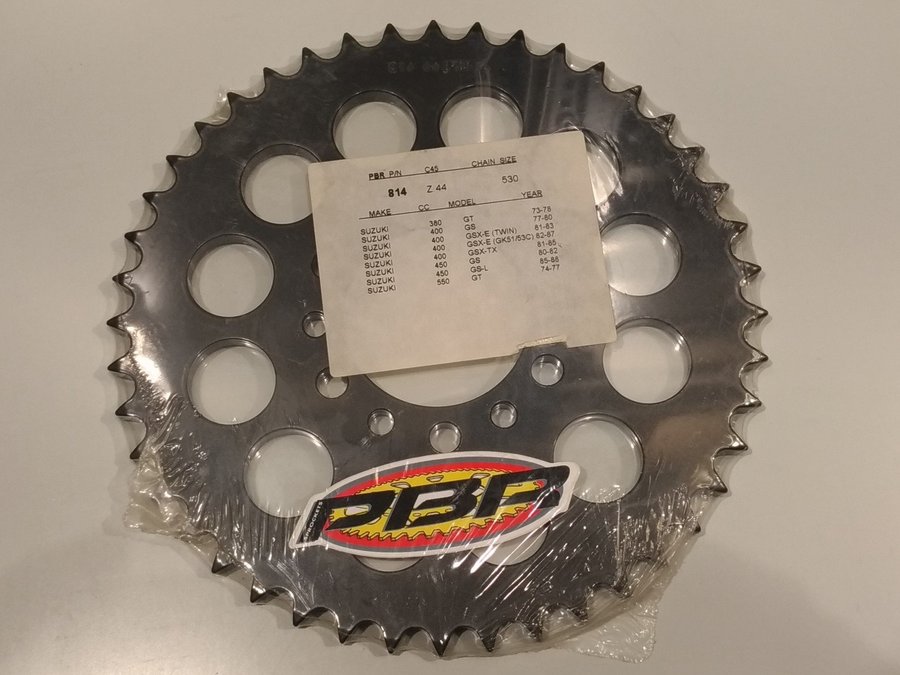 PBR P/N C45 CHAIN SIZE
814 Z 44 530
MAKE CC MODEL YEAR
SUZUKI 380 GT 73-78
SUZUKI 400 GS 77-80
SUZUKI 400 GSX-E (TWIN) 81-83
SUZUKI 400 GSX-E (GK51/53C) 82-87
SUZUKI 400 GSX-TX 81-85
SUZUKI 450 GS 80-82
SUZUKI 450 GS-L 85-88
SUZUKI 550 GT 74-77
PBR
SPROCKETS